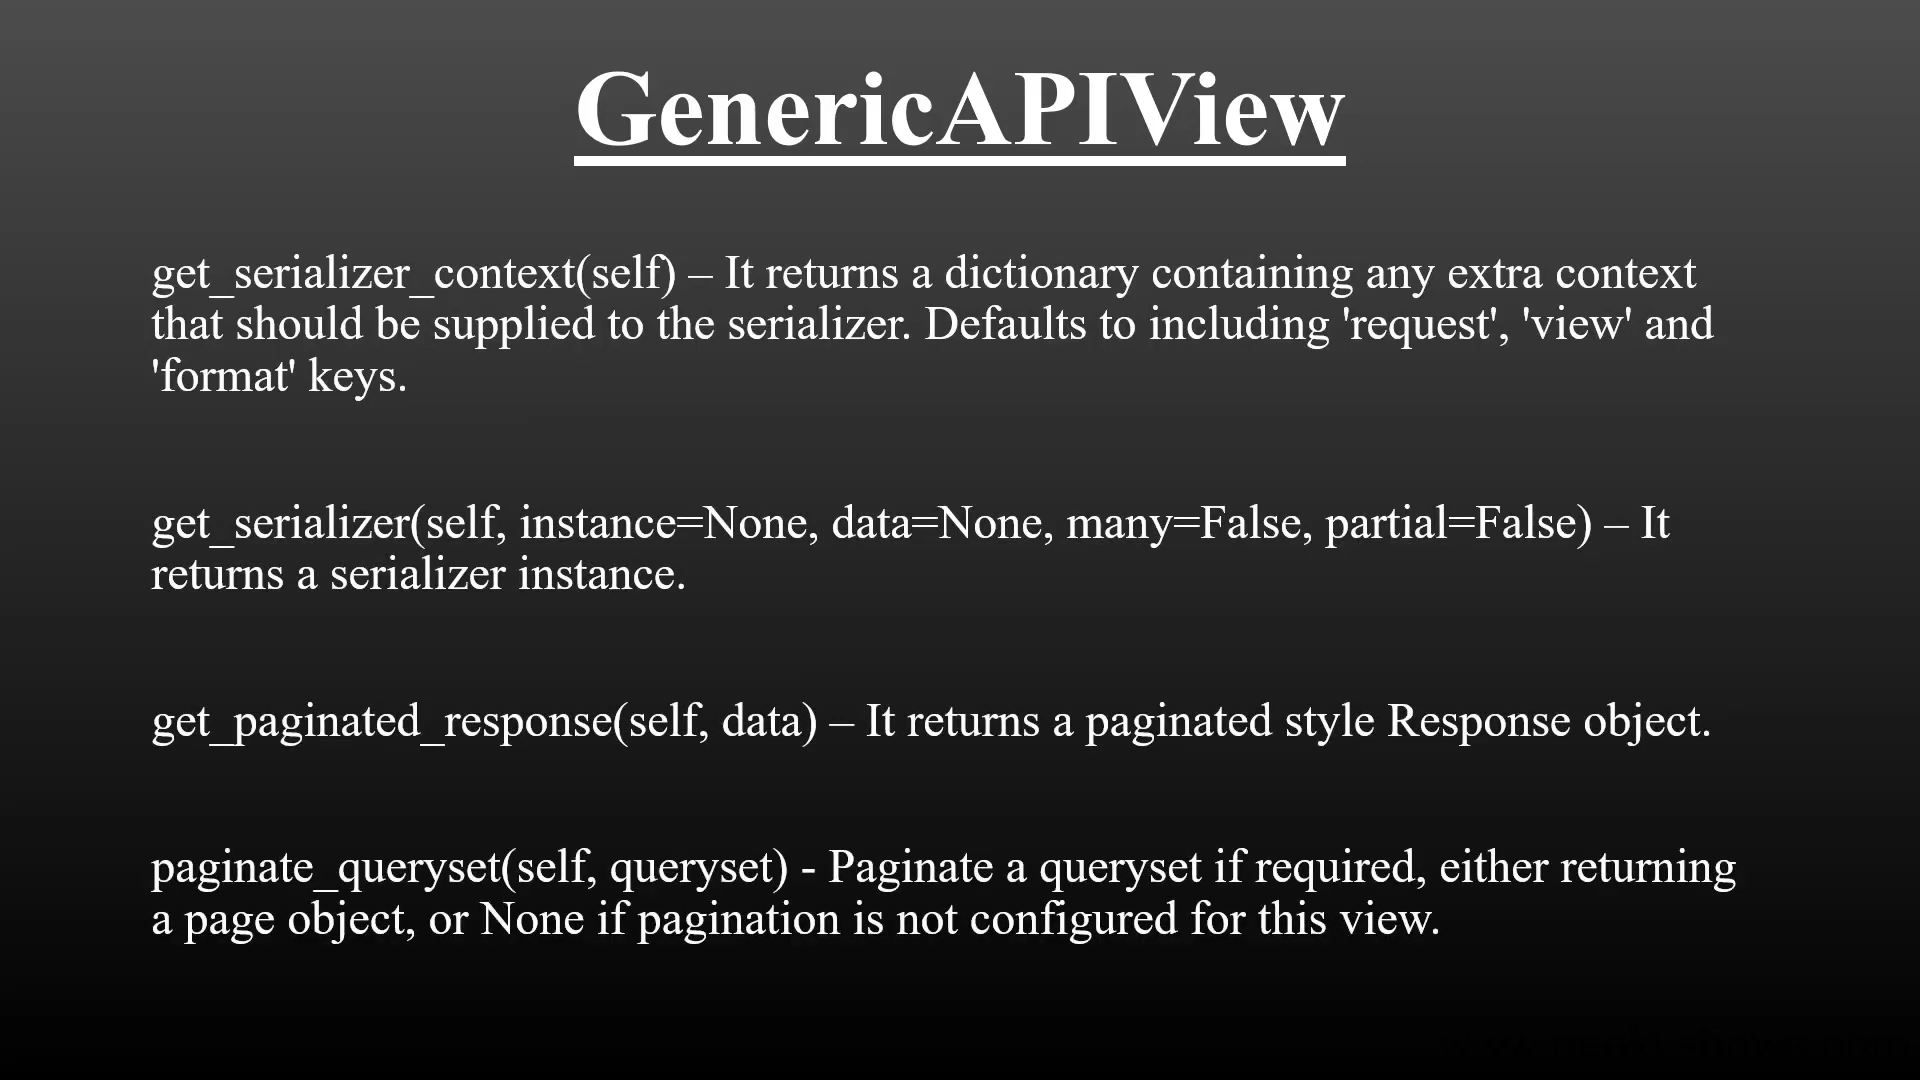 GenericAPIView
get_serializer_context(self) – It returns a dictionary containing any extra context
that should be supplied to the serializer. Defaults to including 'request', 'view' and
'format' keys.
get_serializer(self, instance=None, data=None, many=False, partial=False) – It
returns a serializer instance.
get_paginated_response(self, data) – It returns a paginated style Response object.
paginate_queryset(self, queryset) - Paginate a queryset if required, either returning
a page object, or None if pagination is not configured for this view.